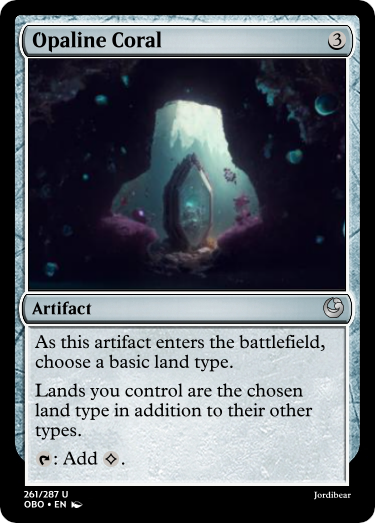 Opaline Coral 3
Artifact
As this artifact enters the battlefield,
choose a basic land type.
Lands you control are the chosen
land type in addition to their other
types.
: Add .
261/287 U
OBO • EN Jordibear